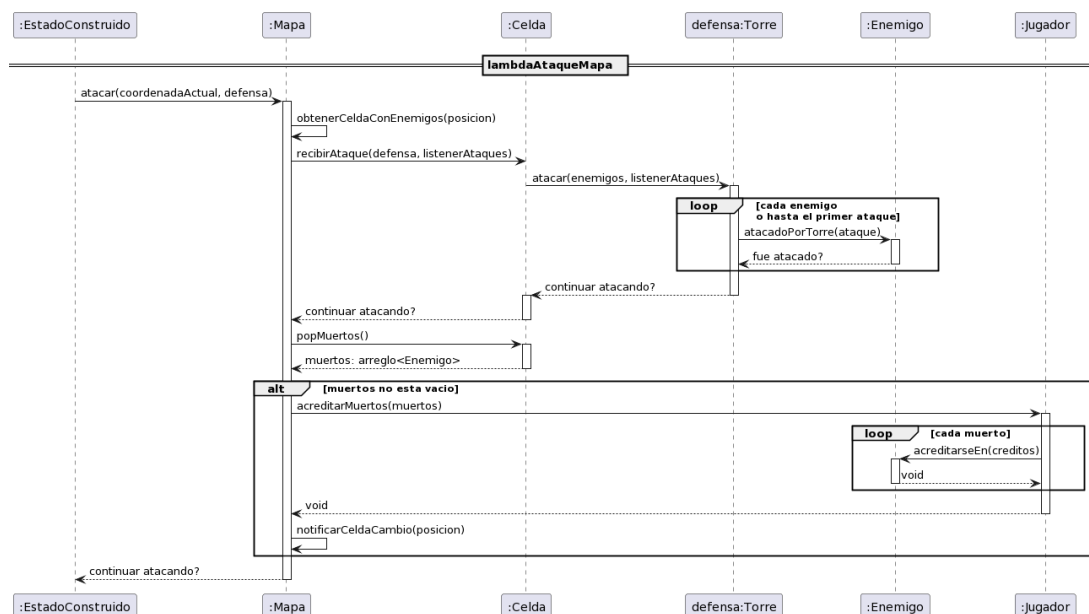 :EstadoConstruido :Mapa :Celda defensa:Torre :Enemigo :Jugador
lambdaAtaqueMapa
atacar(coordenadaActual, defensa)
obtenerCeldaConEnemigos(posicion)
recibirAtaque(defensa, listenerAtaques)
atacar(enemigos, listenerAtaques)
loop [cada enemigo
o hasta el primer ataque]
atacadoPorTorre(ataque)
fue atacado?
continuar atacando?
continuar atacando?
popMuertos()
muertos: arreglo<Enemigo>
alt [muertos no esta vacio]
acreditarMuertos(muertos)
loop [cada muerto]
acreditarseEn(creditos)
void
void
notificarCeldaCambio(posicion)
continuar atacando?
:EstadoConstruido :Mapa :Celda defensa:Torre :Enemigo :Jugador